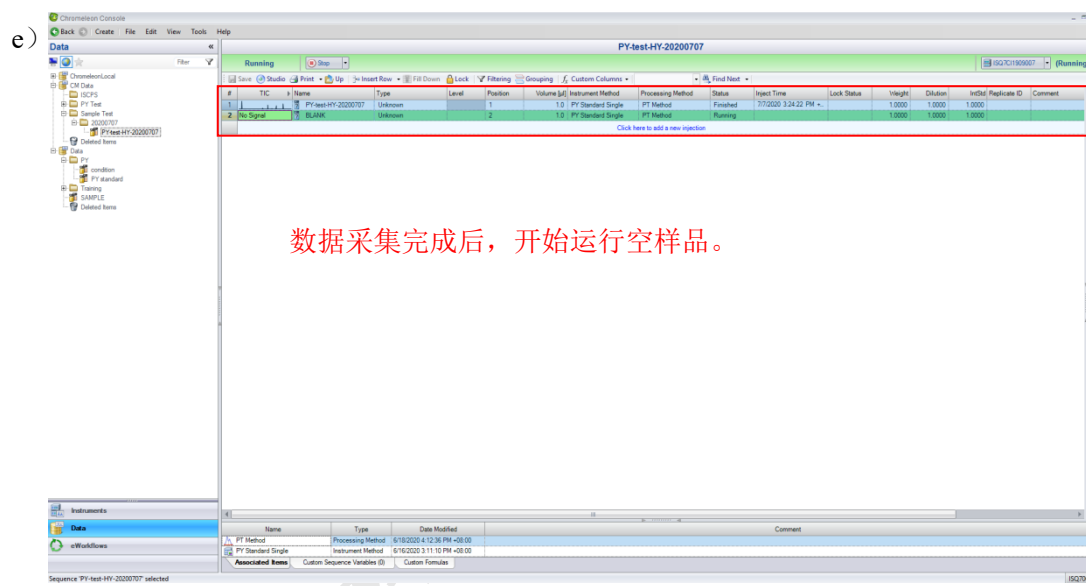 Chromeleon Console
e）
Back Create File Edit View Tools Help
Data «
PY-test-HY-20200707
Filter
Running Stop ISQ7CI1909007 (Running
Save Studio Print Up Insert Row Fill Down Lock Filtering Grouping Custom Columns Find Next
# TIC Name Type Level Position Volume [µl] Instrument Method Processing Method Status Inject Time Lock Status Weight Dilution IntStd Replicate ID Comment
1 PY-test-HY-20200707 Unknown 1 1.0 PY Standard Single PT Method Finished 7/7/2020 3:24:22 PM +.. 1.0000 1.0000 1.0000
2 No Signal BLANK Unknown 2 1.0 PY Standard Single PT Method Running 1.0000 1.0000 1.0000
Click here to add a new injection
ChromeleonLocal
CM Data
ISCPS
PY Test
Sample Test
20200707
PY-test-HY-20200707
Deleted Items
Data
PY
condition
PY standard
Training
SAMPLE
Deleted Items
数据采集完成后，开始运行空样品。
Instruments
Data
eWorkflows
Name Type Date Modified Comment
PT Method Processing Method 6/18/2020 4:12:36 PM +08:00
PY Standard Single Instrument Method 6/16/2020 3:11:10 PM +08:00
Associated Items Custom Sequence Variables (0) Custom Formulas
Sequence 'PY-test-HY-20200707' selected